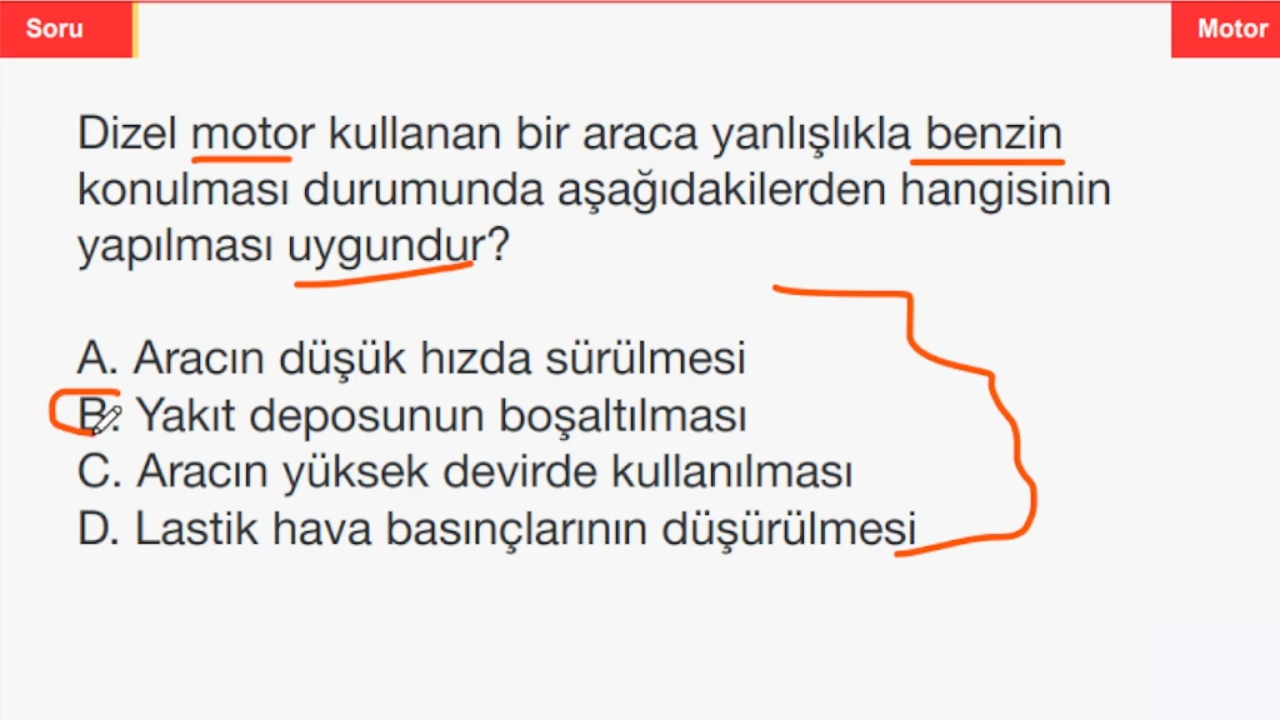 Soru
Motor
Dizel motor kullanan bir araca yanlışlıkla benzin
konulması durumunda aşağıdakilerden hangisinin
yapılması uygundur?
A. Aracın düşük hızda sürülmesi
B. Yakıt deposunun boşaltılması
C. Aracın yüksek devirde kullanılması
D. Lastik hava basınçlarının düşürülmesi